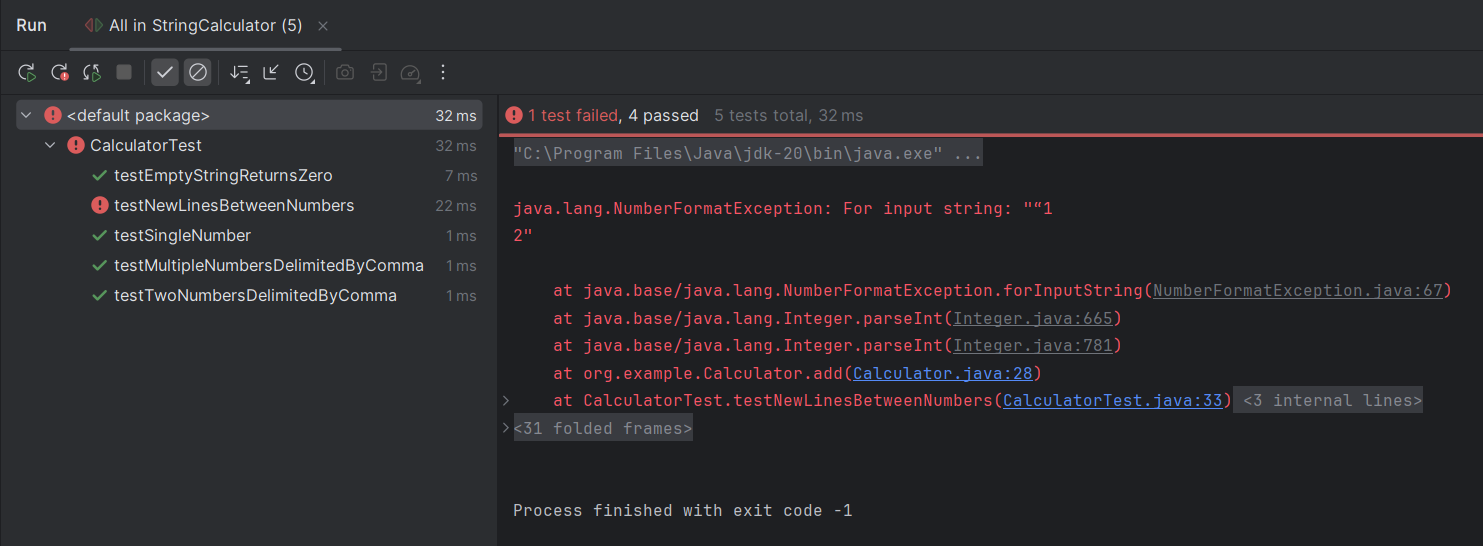 Run
All in StringCalculator (5)
<default package> 32 ms
CalculatorTest 32 ms
testEmptyStringReturnsZero 7 ms
testNewLinesBetweenNumbers 22 ms
testSingleNumber 1 ms
testMultipleNumbersDelimitedByComma 1 ms
testTwoNumbersDelimitedByComma 1 ms
1 test failed, 4 passed 5 tests total, 32 ms
"C:\Program Files\Java\jdk-20\bin\java.exe" ...
java.lang.NumberFormatException: For input string: "“1
2"
at java.base/java.lang.NumberFormatException.forInputString(NumberFormatException.java:67)
at java.base/java.lang.Integer.parseInt(Integer.java:665)
at java.base/java.lang.Integer.parseInt(Integer.java:781)
at org.example.Calculator.add(Calculator.java:28)
at CalculatorTest.testNewLinesBetweenNumbers(CalculatorTest.java:33) <3 internal lines>
<31 folded frames>
Process finished with exit code -1